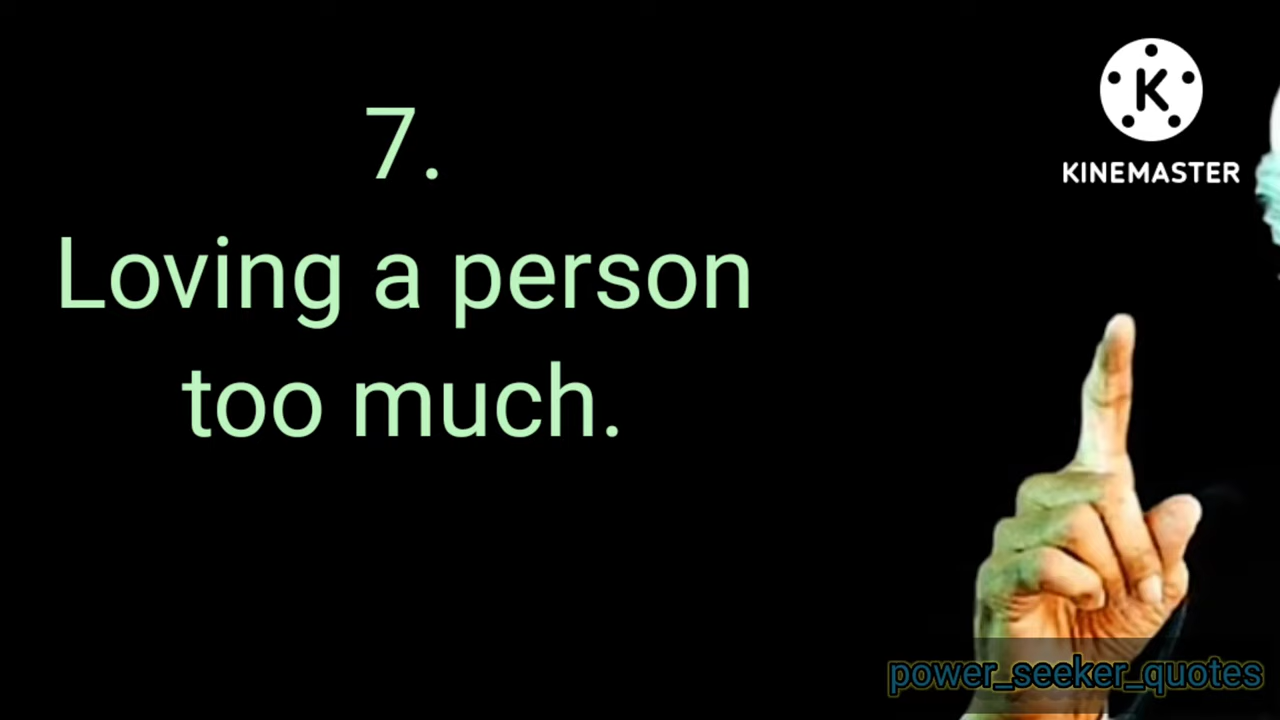 7.
Loving a person
too much.
K
KINEMASTER
power_seeker_quotes